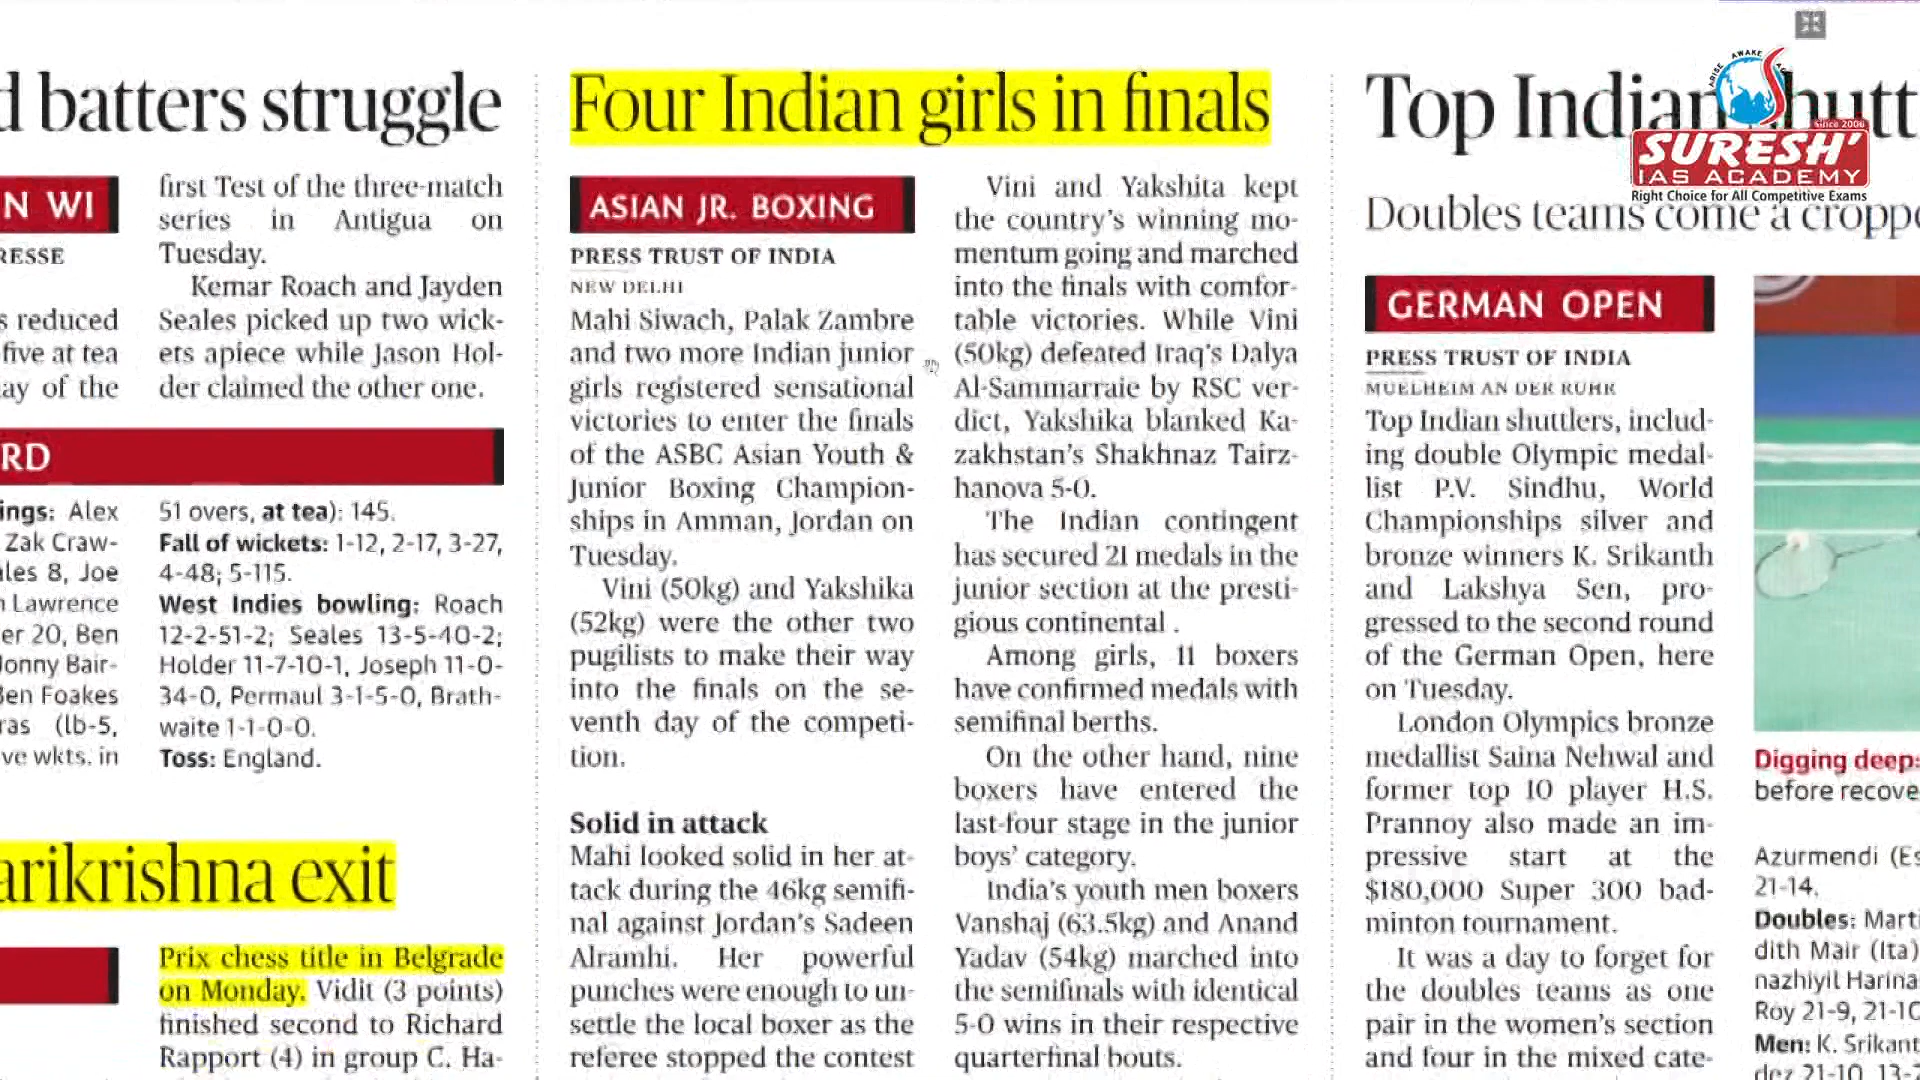 d batters struggle
N WI
RESSE
s reduced
five at tea
ay of the
first Test of the three-match
series in Antigua on
Tuesday.
Kemar Roach and Jayden
Seales picked up two wick-
ets apiece while Jason Hol-
der claimed the other one.
RD
ings: Alex
Zak Craw-
ales 8, Joe
n Lawrence
er 20, Ben
Jonny Bair-
Ben Foakes
ras (lb-5,
ve wkts. in
51 overs, at tea): 145.
Fall of wickets: 1-12, 2-17, 3-27,
4-48; 5-115.
West Indies bowling: Roach
12-2-51-2; Seales 13-5-40-2;
Holder 11-7-10-1, Joseph 11-0-
34-0, Permaul 3-1-5-0, Brath-
waite 1-1-0-0.
Toss: England.
arikrishna exit
Prix chess title in Belgrade
on Monday. Vidit (3 points)
finished second to Richard
Rapport (4) in group C. Ha-
Four Indian girls in finals
ASIAN JR. BOXING
PRESS TRUST OF INDIA
NEW DELHI
Mahi Siwach, Palak Zambre
and two more Indian junior
girls registered sensational
victories to enter the finals
of the ASBC Asian Youth &
Junior Boxing Champion-
ships in Amman, Jordan on
Tuesday.
Vini (50kg) and Yakshika
(52kg) were the other two
pugilists to make their way
into the finals on the se-
venth day of the competi-
tion.
Solid in attack
Mahi looked solid in her at-
tack during the 46kg semifi-
nal against Jordan's Sadeen
Alramhi. Her powerful
punches were enough to un-
settle the local boxer as the
referee stopped the contest
Vini and Yakshita kept
the country's winning mo-
mentum going and marched
into the finals with comfor-
table victories. While Vini
(50kg) defeated Iraq's Dalya
Al-Sammarraie by RSC ver-
dict, Yakshika blanked Ka-
zakhstan's Shakhnaz Tairz-
hanova 5-0.
The Indian contingent
has secured 21 medals in the
junior section at the presti-
gious continental .
Among girls, 11 boxers
have confirmed medals with
semifinal berths.
On the other hand, nine
boxers have entered the
last-four stage in the junior
boys' category.
India's youth men boxers
Vanshaj (63.5kg) and Anand
Yadav (54kg) marched into
the semifinals with identical
5-0 wins in their respective
quarterfinal bouts.
Top Indian shutt
Doubles teams come a croppe
GERMAN OPEN
PRESS TRUST OF INDIA
MUELHEIM AN DER RUHR
Top Indian shuttlers, includ-
ing double Olympic medal-
list P.V. Sindhu, World
Championships silver and
bronze winners K. Srikanth
and Lakshya Sen, pro-
gressed to the second round
of the German Open, here
on Tuesday.
London Olympics bronze
medallist Saina Nehwal and
former top 10 player H.S.
Prannoy also made an im-
pressive start at the
$180,000 Super 300 bad-
minton tournament.
It was a day to forget for
the doubles teams as one
pair in the women's section
and four in the mixed cate-
Digging deep:
before recove
Azurmendi (Es
21-14.
Doubles: Marti
dith Mair (Ita)
nazhiyil Harina
Roy 21-9, 21-10
Men: K. Srikant
dez 21-10, 13-2
ARISE AWAKE
Since 2006
SURESH'
IAS ACADEMY
Right Choice for All Competitive Exams